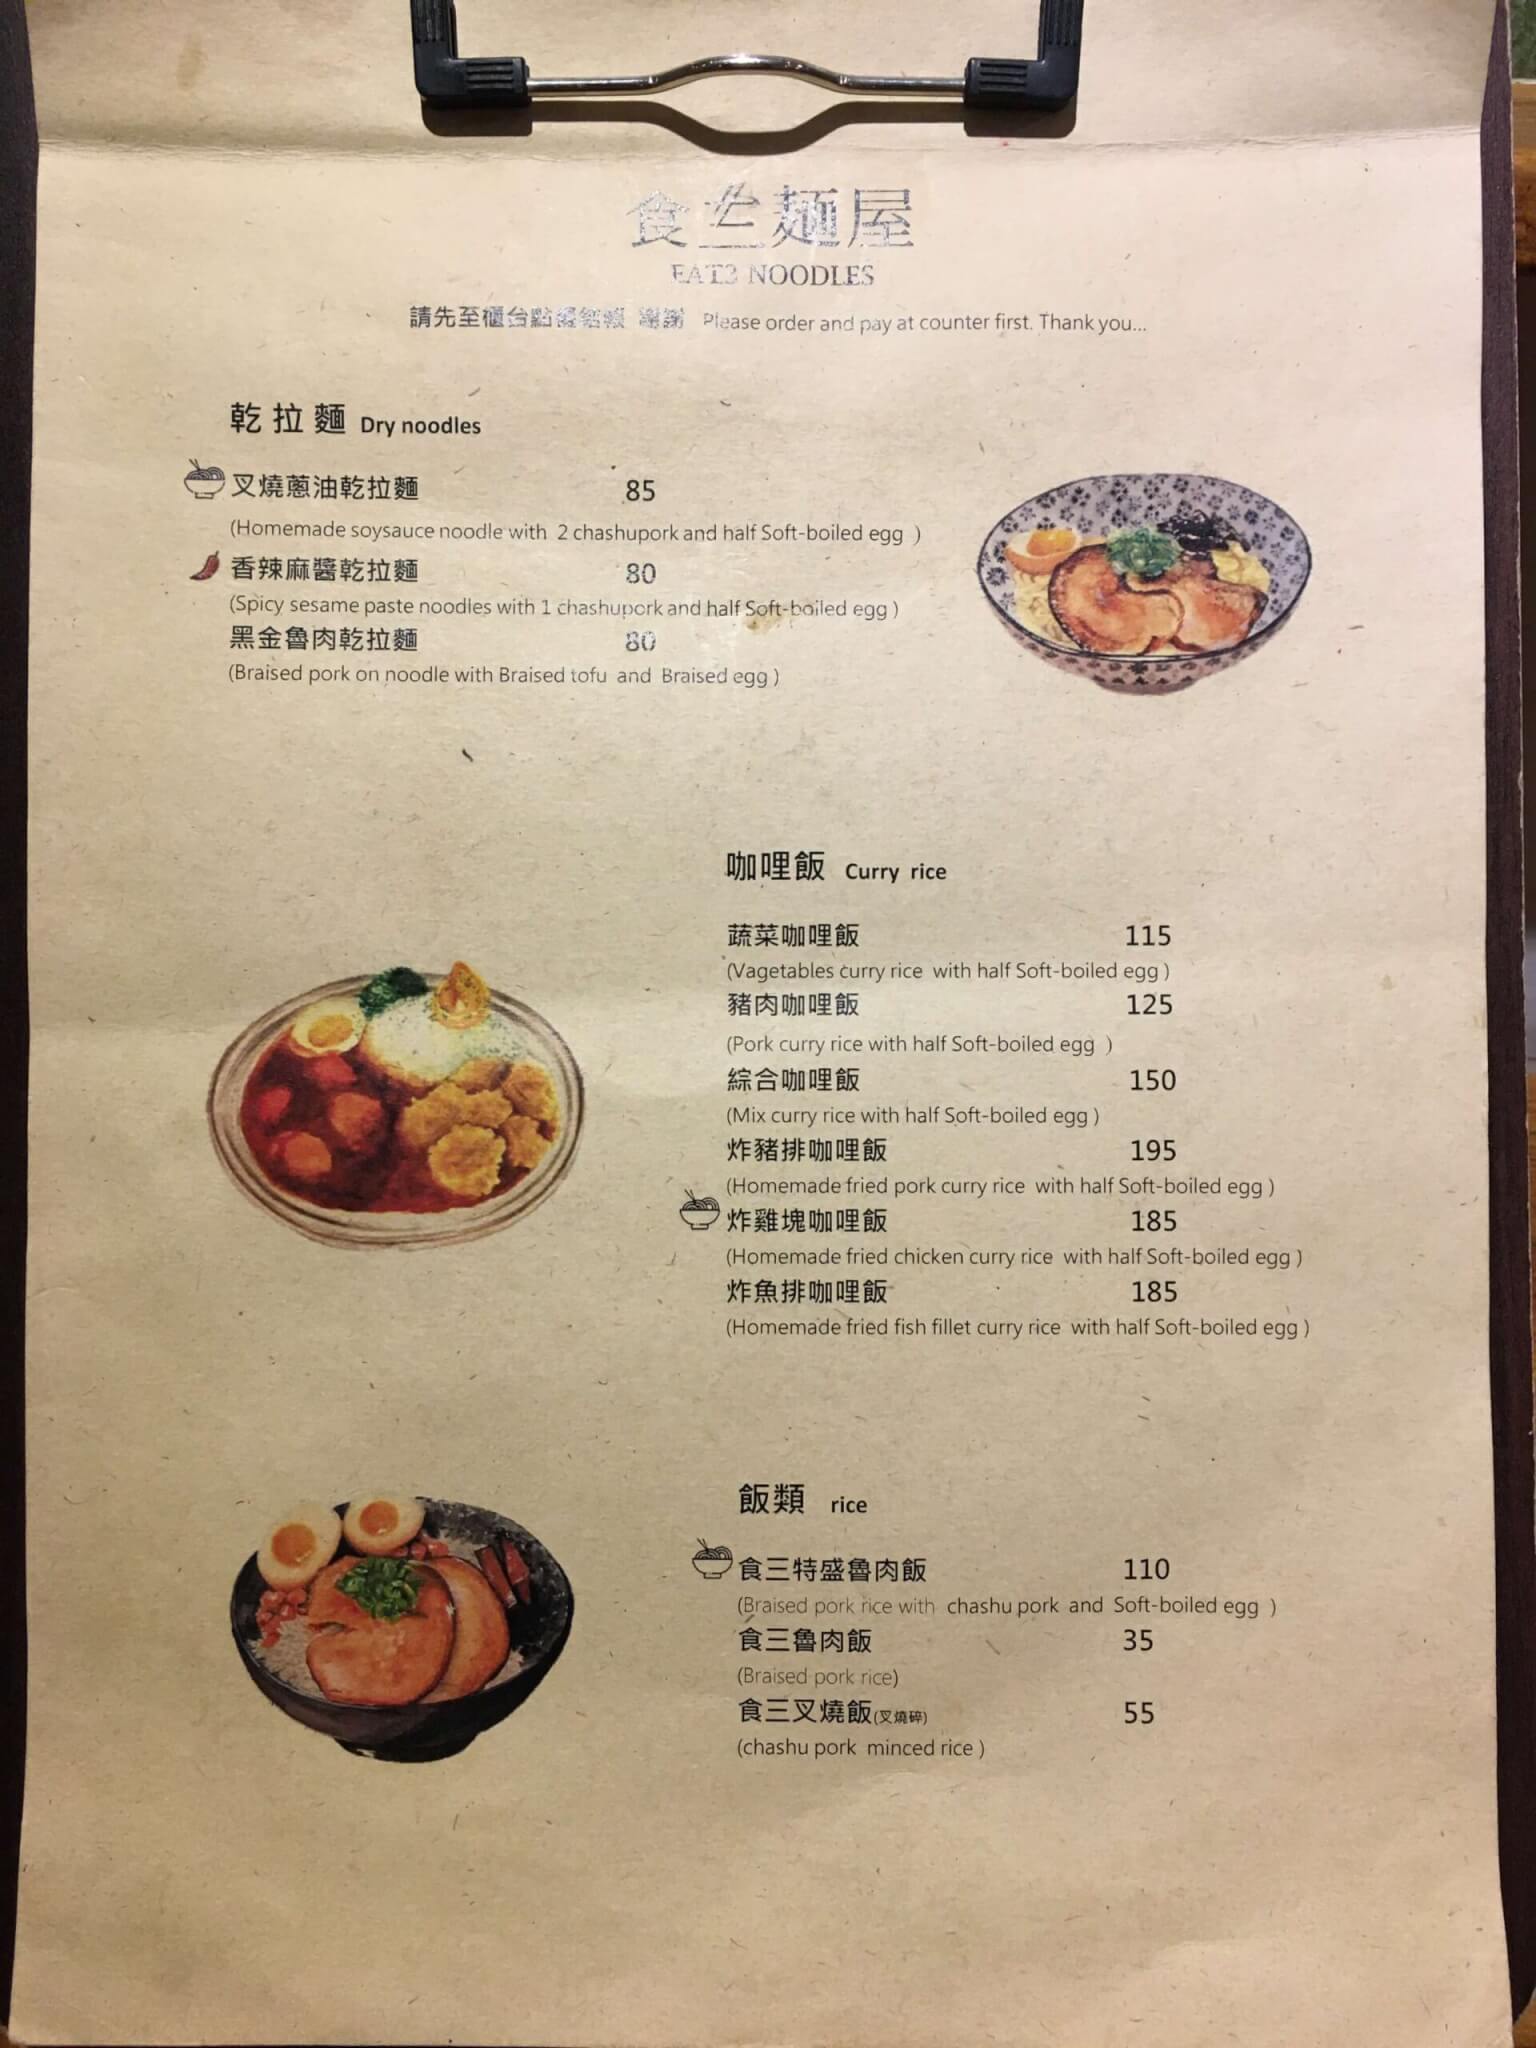 食三麵屋
EAT3 NOODLES
請先至櫃台點餐結帳 謝謝 Please order and pay at counter first. Thank you...
乾拉麵 Dry noodles
叉燒蔥油乾拉麵 85
(Homemade soysauce noodle with 2 chashupork and half Soft-boiled egg )
香辣麻醬乾拉麵 80
(Spicy sesame paste noodles with 1 chashupork and half Soft-boiled egg )
黑金魯肉乾拉麵 80
(Braised pork on noodle with Braised tofu and Braised egg )
咖哩飯 Curry rice
蔬菜咖哩飯 115
(Vagetables curry rice with half Soft-boiled egg )
豬肉咖哩飯 125
(Pork curry rice with half Soft-boiled egg )
綜合咖哩飯 150
(Mix curry rice with half Soft-boiled egg )
炸豬排咖哩飯 195
(Homemade fried pork curry rice with half Soft-boiled egg )
炸雞塊咖哩飯 185
(Homemade fried chicken curry rice with half Soft-boiled egg )
炸魚排咖哩飯 185
(Homemade fried fish fillet curry rice with half Soft-boiled egg )
飯類 rice
食三特盛魯肉飯 110
(Braised pork rice with chashu pork and Soft-boiled egg )
食三魯肉飯 35
(Braised pork rice)
食三叉燒飯(叉燒碎) 55
(chashu pork minced rice )